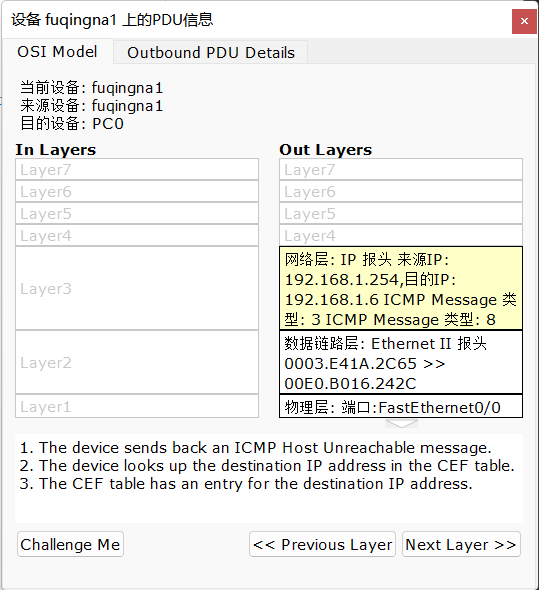 设备 fuqingna1 上的PDU信息
×
OSI Model
Outbound PDU Details
当前设备: fuqingna1
来源设备: fuqingna1
目的设备: PC0
In Layers
Layer7
Layer6
Layer5
Layer4
Layer3
Layer2
Layer1
Out Layers
Layer7
Layer6
Layer5
Layer4
网络层: IP 报头 来源IP:
192.168.1.254,目的IP:
192.168.1.6 ICMP Message 类
型: 3 ICMP Message 类型: 8
数据链路层: Ethernet II 报头
0003.E41A.2C65 >>
00E0.B016.242C
物理层: 端口:FastEthernet0/0
1. The device sends back an ICMP Host Unreachable message.
2. The device looks up the destination IP address in the CEF table.
3. The CEF table has an entry for the destination IP address.
Challenge Me
<< Previous Layer
Next Layer >>